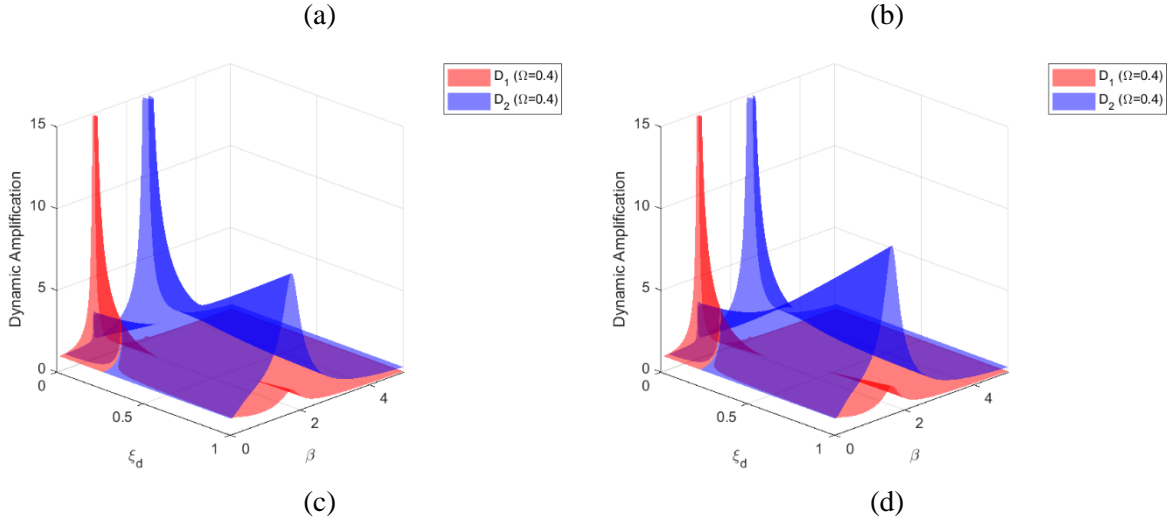 (a)
(b)
D₁ (Ω=0.4)
D₂ (Ω=0.4)
Dynamic Amplification
15
10
5
0
0
0.5
1
ξ_d
0
2
4
β
D₁ (Ω=0.4)
D₂ (Ω=0.4)
Dynamic Amplification
15
10
5
0
0
0.5
1
ξ_d
0
2
4
β
(c)
(d)